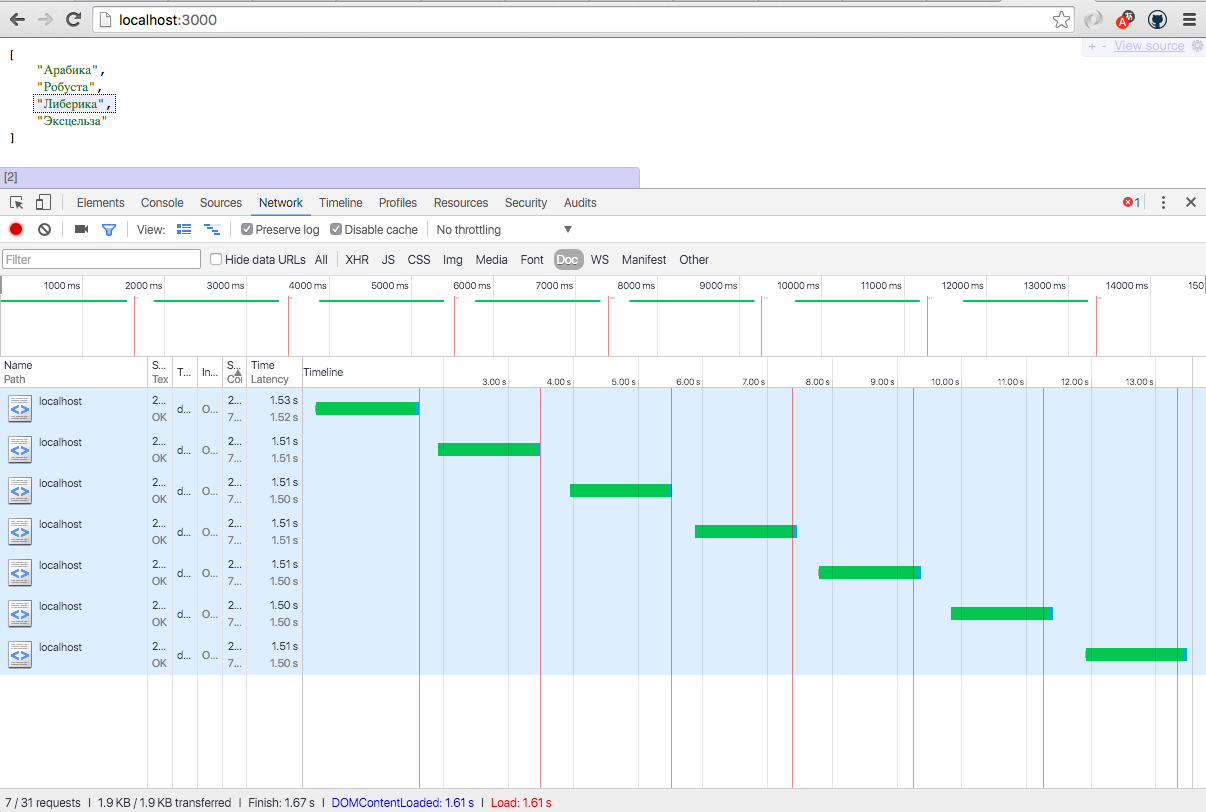 localhost:3000
+ - View source
[
"Арабика",
"Робуста",
"Либерика",
"Эксцельза"
]
[2]
Elements Console Sources Network Timeline Profiles Resources Security Audits 1
View: Preserve log Disable cache No throttling
Filter Hide data URLs All XHR JS CSS Img Media Font Doc WS Manifest Other
1000 ms 2000 ms 3000 ms 4000 ms 5000 ms 6000 ms 7000 ms 8000 ms 9000 ms 10000 ms 11000 ms 12000 ms 13000 ms 14000 ms 150
Name S... T... In... S... Time Timeline
Path Tex Co Latency 3.00 s 4.00 s 5.00 s 6.00 s 7.00 s 8.00 s 9.00 s 10.00 s 11.00 s 12.00 s 13.00 s
localhost 2... d... O... 2... 1.53 s
OK 7... 1.52 s
localhost 2... d... O... 2... 1.51 s
OK 7... 1.51 s
localhost 2... d... O... 2... 1.51 s
OK 7... 1.50 s
localhost 2... d... O... 2... 1.51 s
OK 7... 1.51 s
localhost 2... d... O... 2... 1.51 s
OK 7... 1.50 s
localhost 2... d... O... 2... 1.50 s
OK 7... 1.50 s
localhost 2... d... O... 2... 1.51 s
OK 7... 1.50 s
7 / 31 requests | 1.9 KB / 1.9 KB transferred | Finish: 1.67 s | DOMContentLoaded: 1.61 s | Load: 1.61 s